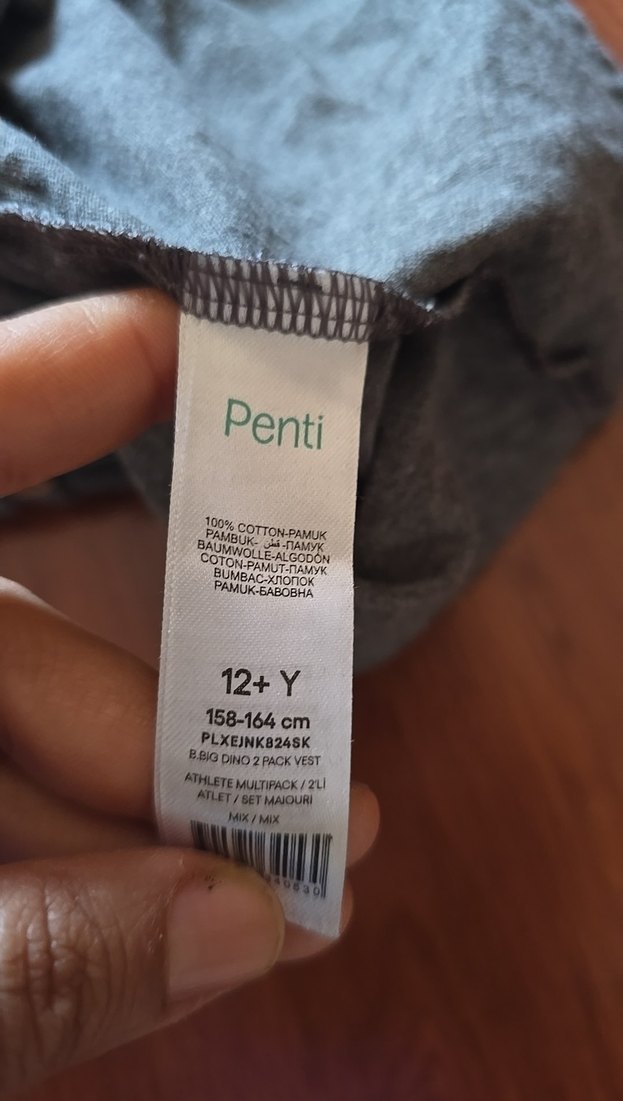 Penti
100% COTTON-PAMUK
PAMBUK- قطن -ПАМУК
BAUMWOLLE-ALGODÓN
COTON-PAMUT-ПАМУК
BUMBAC-ХЛОПОК
PAMUK-БАВОВНА
12+ Y
158-164 cm
PLXEJNK824SK
B.BIG DINO 2 PACK VEST
ATHLETE MULTIPACK / 2'Lİ
ATLET / SET MAIOURI
MIX / MIX